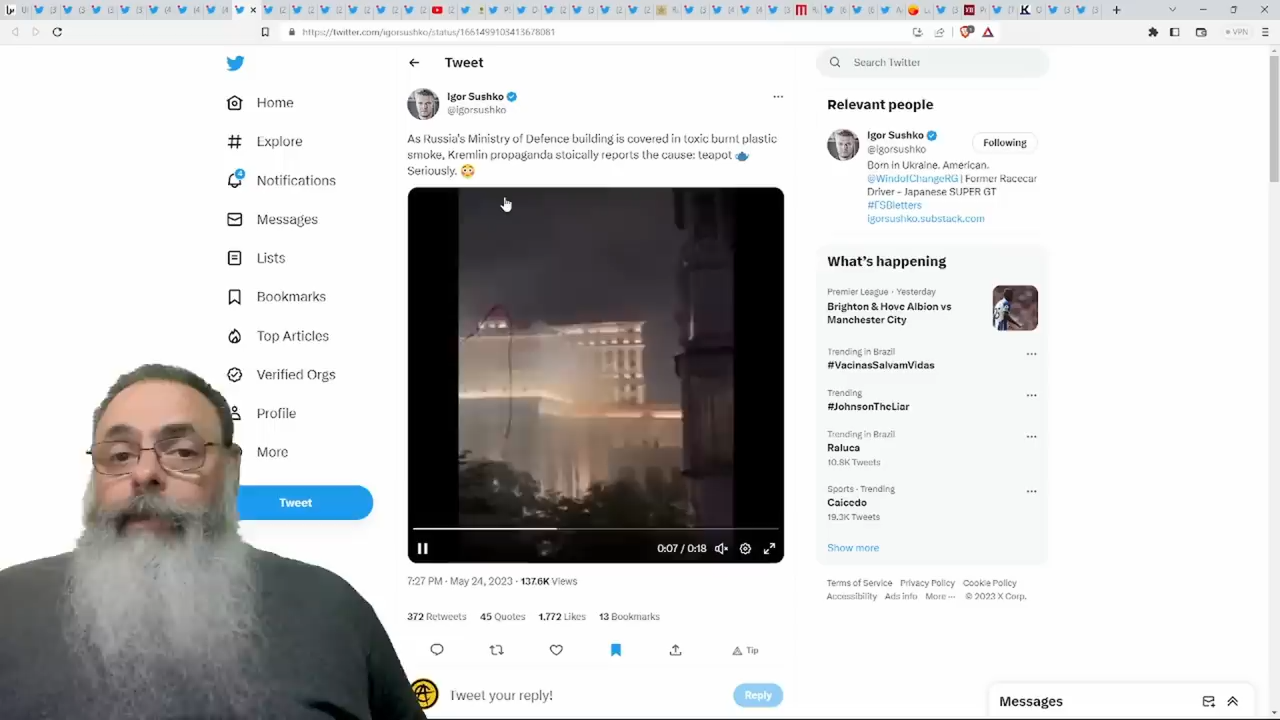 https://twitter.com/igorsushko/status/1661499103413678081
VPN
Home
Explore
4
Notifications
Messages
Lists
Bookmarks
Top Articles
Verified Orgs
Profile
More
Tweet
Tweet
Igor Sushko
@igorsushko
As Russia's Ministry of Defence building is covered in toxic burnt plastic
smoke, Kremlin propaganda stoically reports the cause: teapot
Seriously.
0:07 / 0:18
7:27 PM · May 24, 2023 · 137.6K Views
372 Retweets 45 Quotes 1,772 Likes 13 Bookmarks
Tip
Tweet your reply!
Reply
Search Twitter
Relevant people
Igor Sushko
@igorsushko
Following
Born in Ukraine. American.
@WindofChangeRG | Former Racecar
Driver - Japanese SUPER GT
#FSBletters
igorsushko.substack.com
What's happening
Premier League · Yesterday
Brighton & Hove Albion vs
Manchester City
Trending in Brazil
#VacinasSalvamVidas
Trending
#JohnsonTheLiar
Trending in Brazil
Raluca
10.8K Tweets
Sports · Trending
Caicedo
19.3K Tweets
Show more
Terms of Service Privacy Policy Cookie Policy
Accessibility Ads info More ··· © 2023 X Corp.
Messages